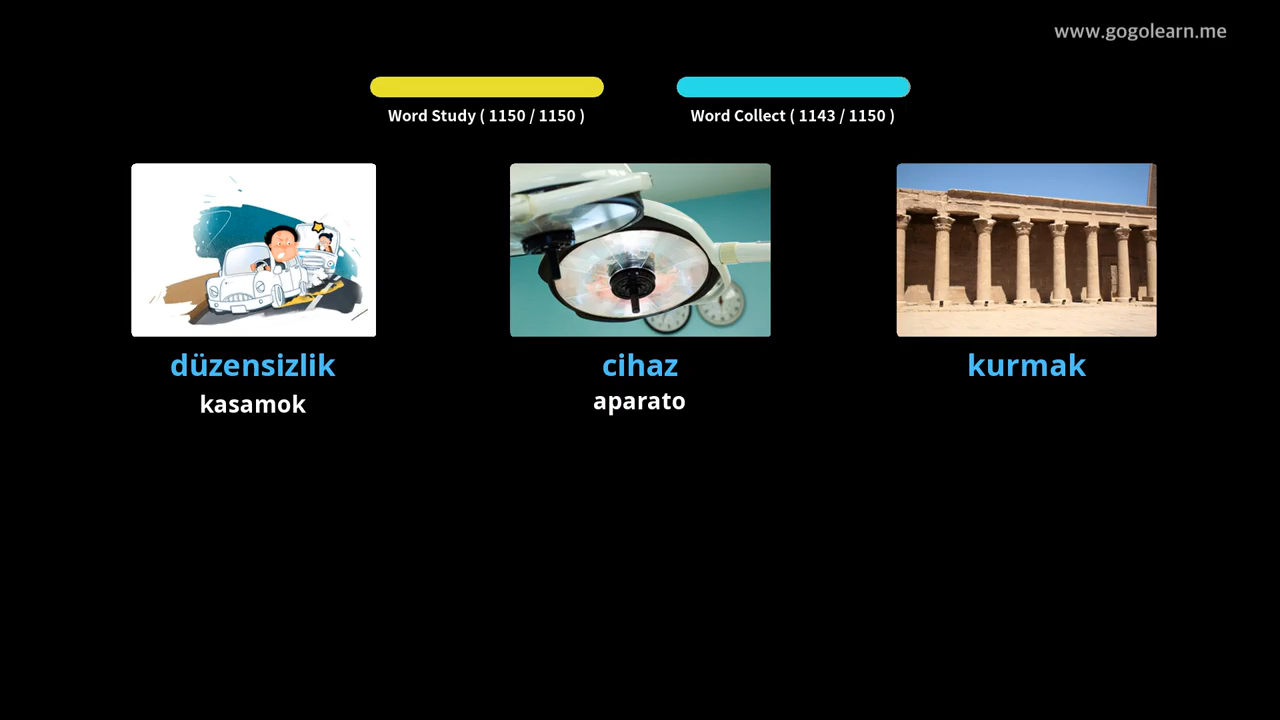 www.gogolearn.me
Word Study ( 1150 / 1150 )
Word Collect ( 1143 / 1150 )
düzensizlik
kasamok
cihaz
aparato
kurmak